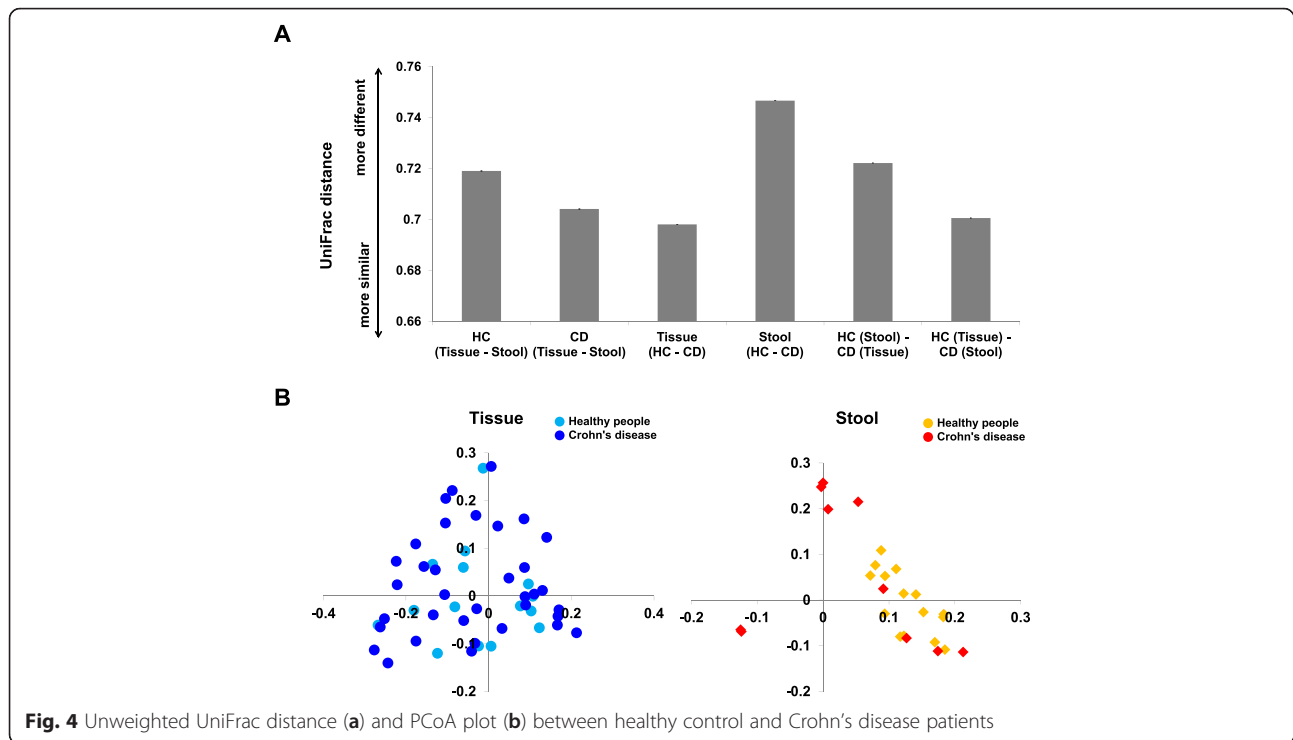 A
0.76
0.74
0.72
0.7
0.68
0.66
more different
more similar
UniFrac distance
HC
(Tissue - Stool)
CD
(Tissue - Stool)
Tissue
(HC - CD)
Stool
(HC - CD)
HC (Stool) -
CD (Tissue)
HC (Tissue) -
CD (Stool)
B
Tissue
Healthy people
Crohn's disease
0.3
0.2
0.1
0
-0.1
-0.2
-0.4
-0.2
0
0.2
0.4
Stool
Healthy people
Crohn's disease
0.3
0.2
0.1
0
-0.1
-0.2
-0.2
-0.1
0
0.1
0.2
0.3
Fig. 4 Unweighted UniFrac distance (a) and PCoA plot (b) between healthy control and Crohn’s disease patients